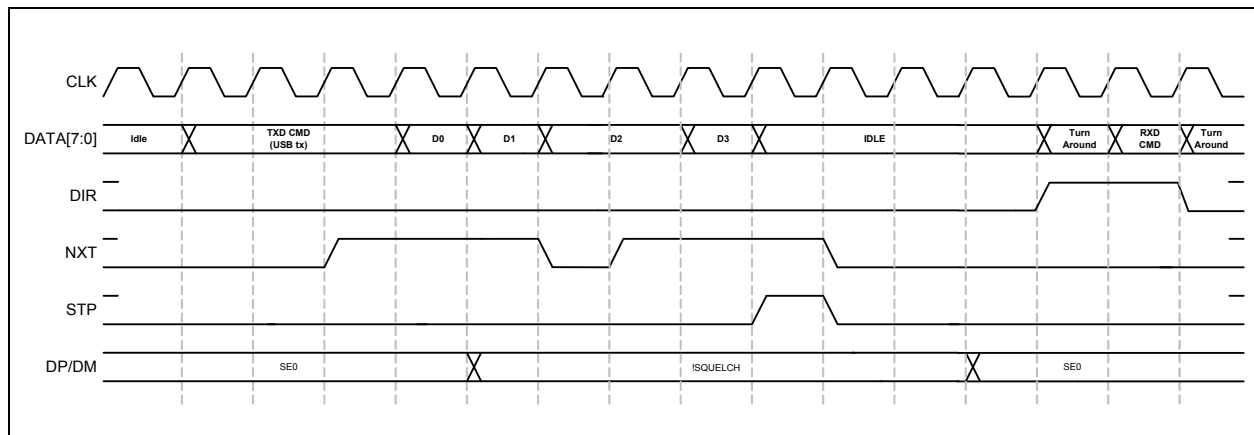 CLK
DATA[7:0]
Idle
TXD CMD
(USB tx)
D0
D1
D2
D3
IDLE
Turn
Around
RXD
CMD
Turn
Around
DIR
NXT
STP
DP/DM
SE0
!SQUELCH
SE0